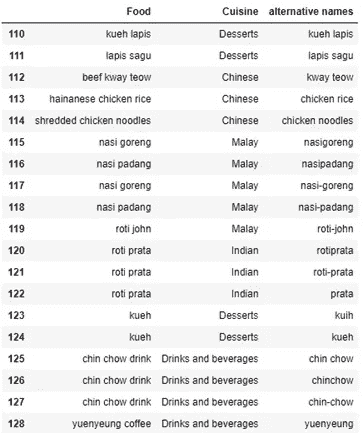 Food Cuisine alternative names
110 kueh lapis Desserts kueh lapis
111 lapis sagu Desserts lapis sagu
112 beef kway teow Chinese kway teow
113 hainanese chicken rice Chinese chicken rice
114 shredded chicken noodles Chinese chicken noodles
115 nasi goreng Malay nasigoreng
116 nasi padang Malay nasipadang
117 nasi goreng Malay nasi-goreng
118 nasi padang Malay nasi-padang
119 roti john Malay roti-john
120 roti prata Indian rotiprata
121 roti prata Indian roti-prata
122 roti prata Indian prata
123 kueh Desserts kuih
124 kueh Desserts kueh
125 chin chow drink Drinks and beverages chin chow
126 chin chow drink Drinks and beverages chinchow
127 chin chow drink Drinks and beverages chin-chow
128 yuenyeung coffee Drinks and beverages yuenyeung